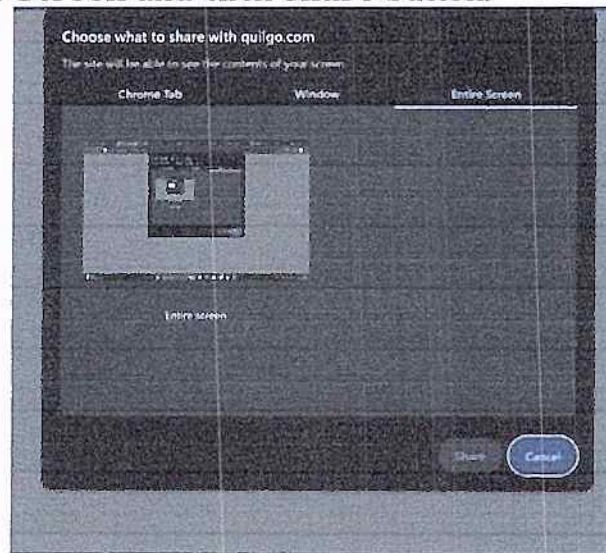 Choose what to share with quilgo.com
The site will be able to see the contents of your screen
Chrome Tab
Window
Entire Screen
Entire screen
Share
Cancel